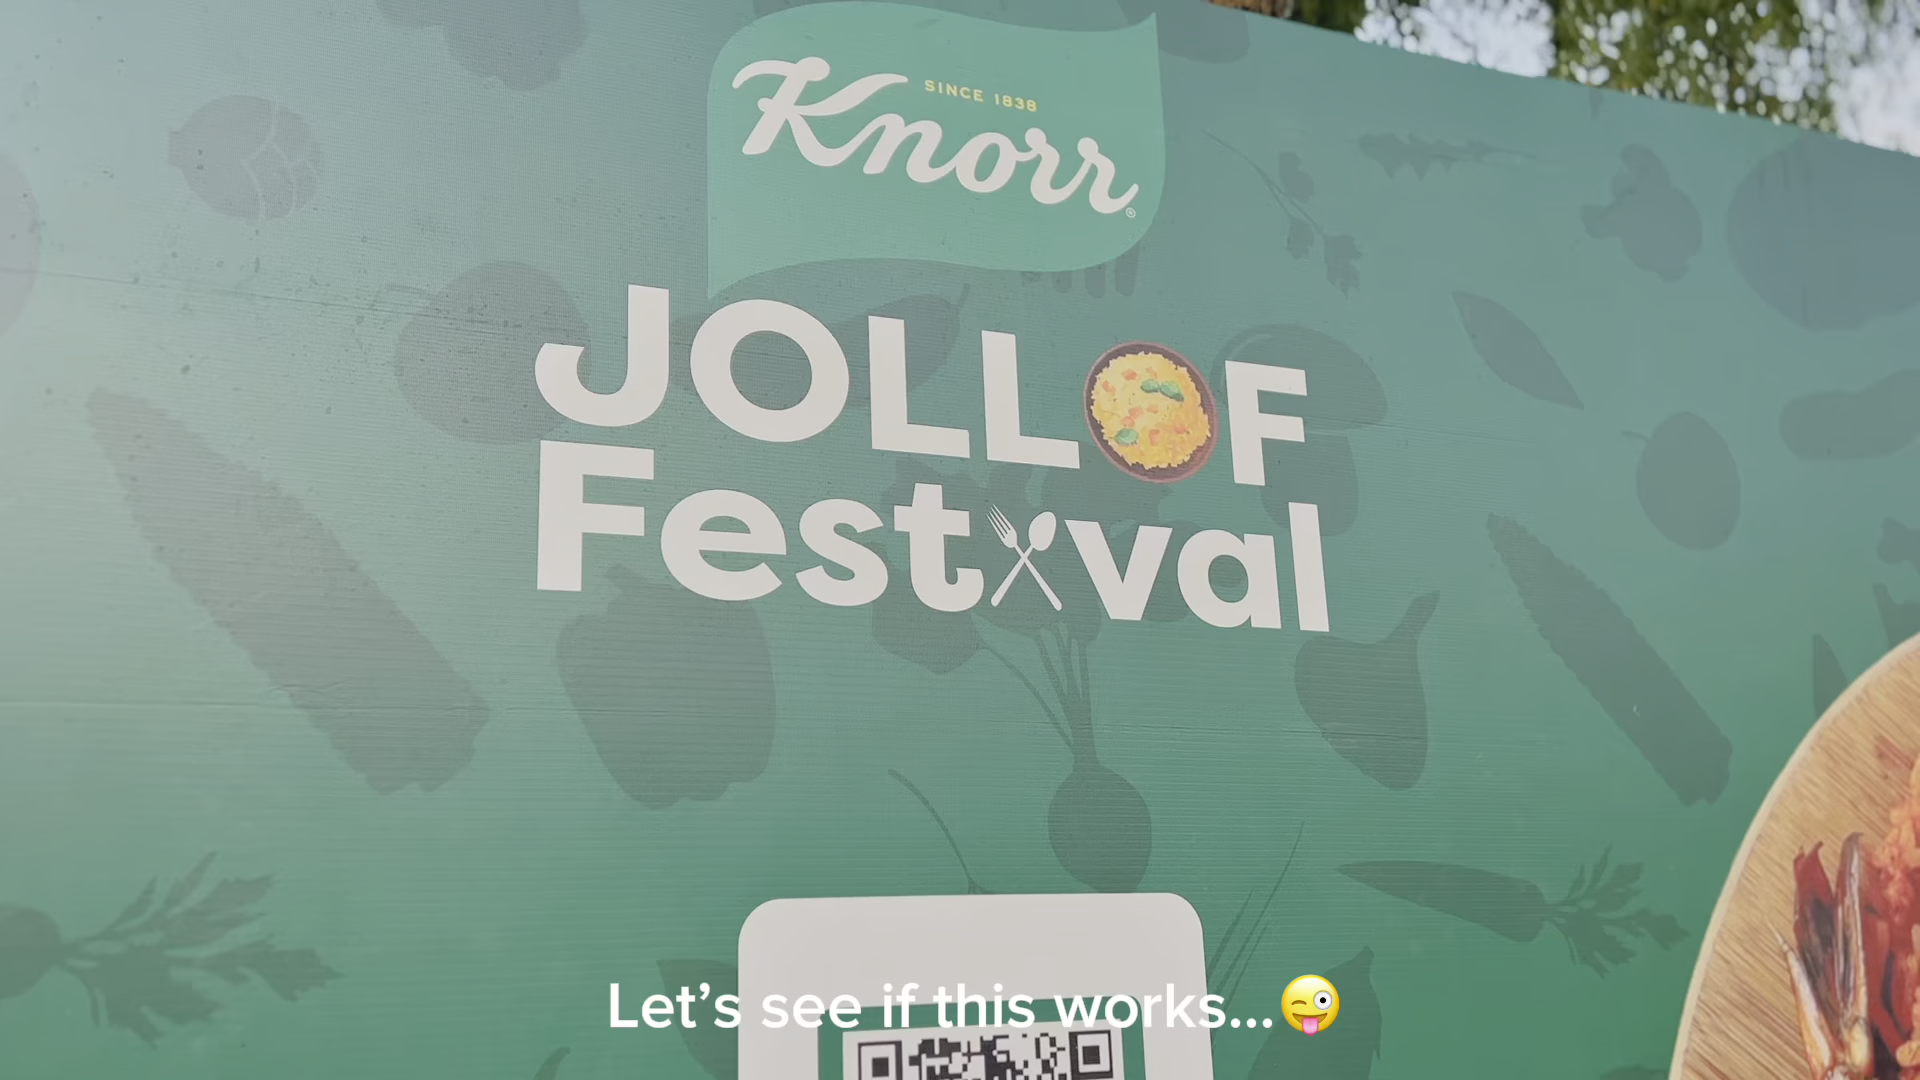 SINCE 1838
Knorr®
JOLLOF
Festival
Let’s see if this works...😜